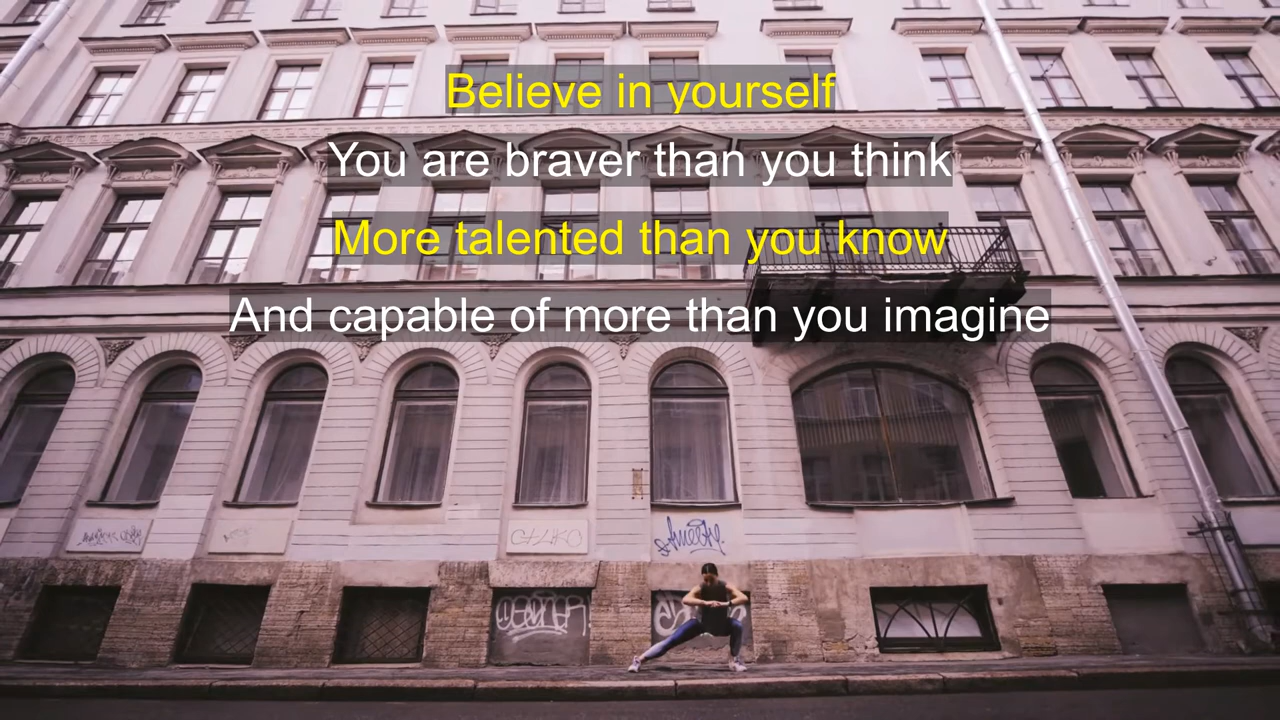 Believe in yourself
You are braver than you think
More talented than you know
And capable of more than you imagine